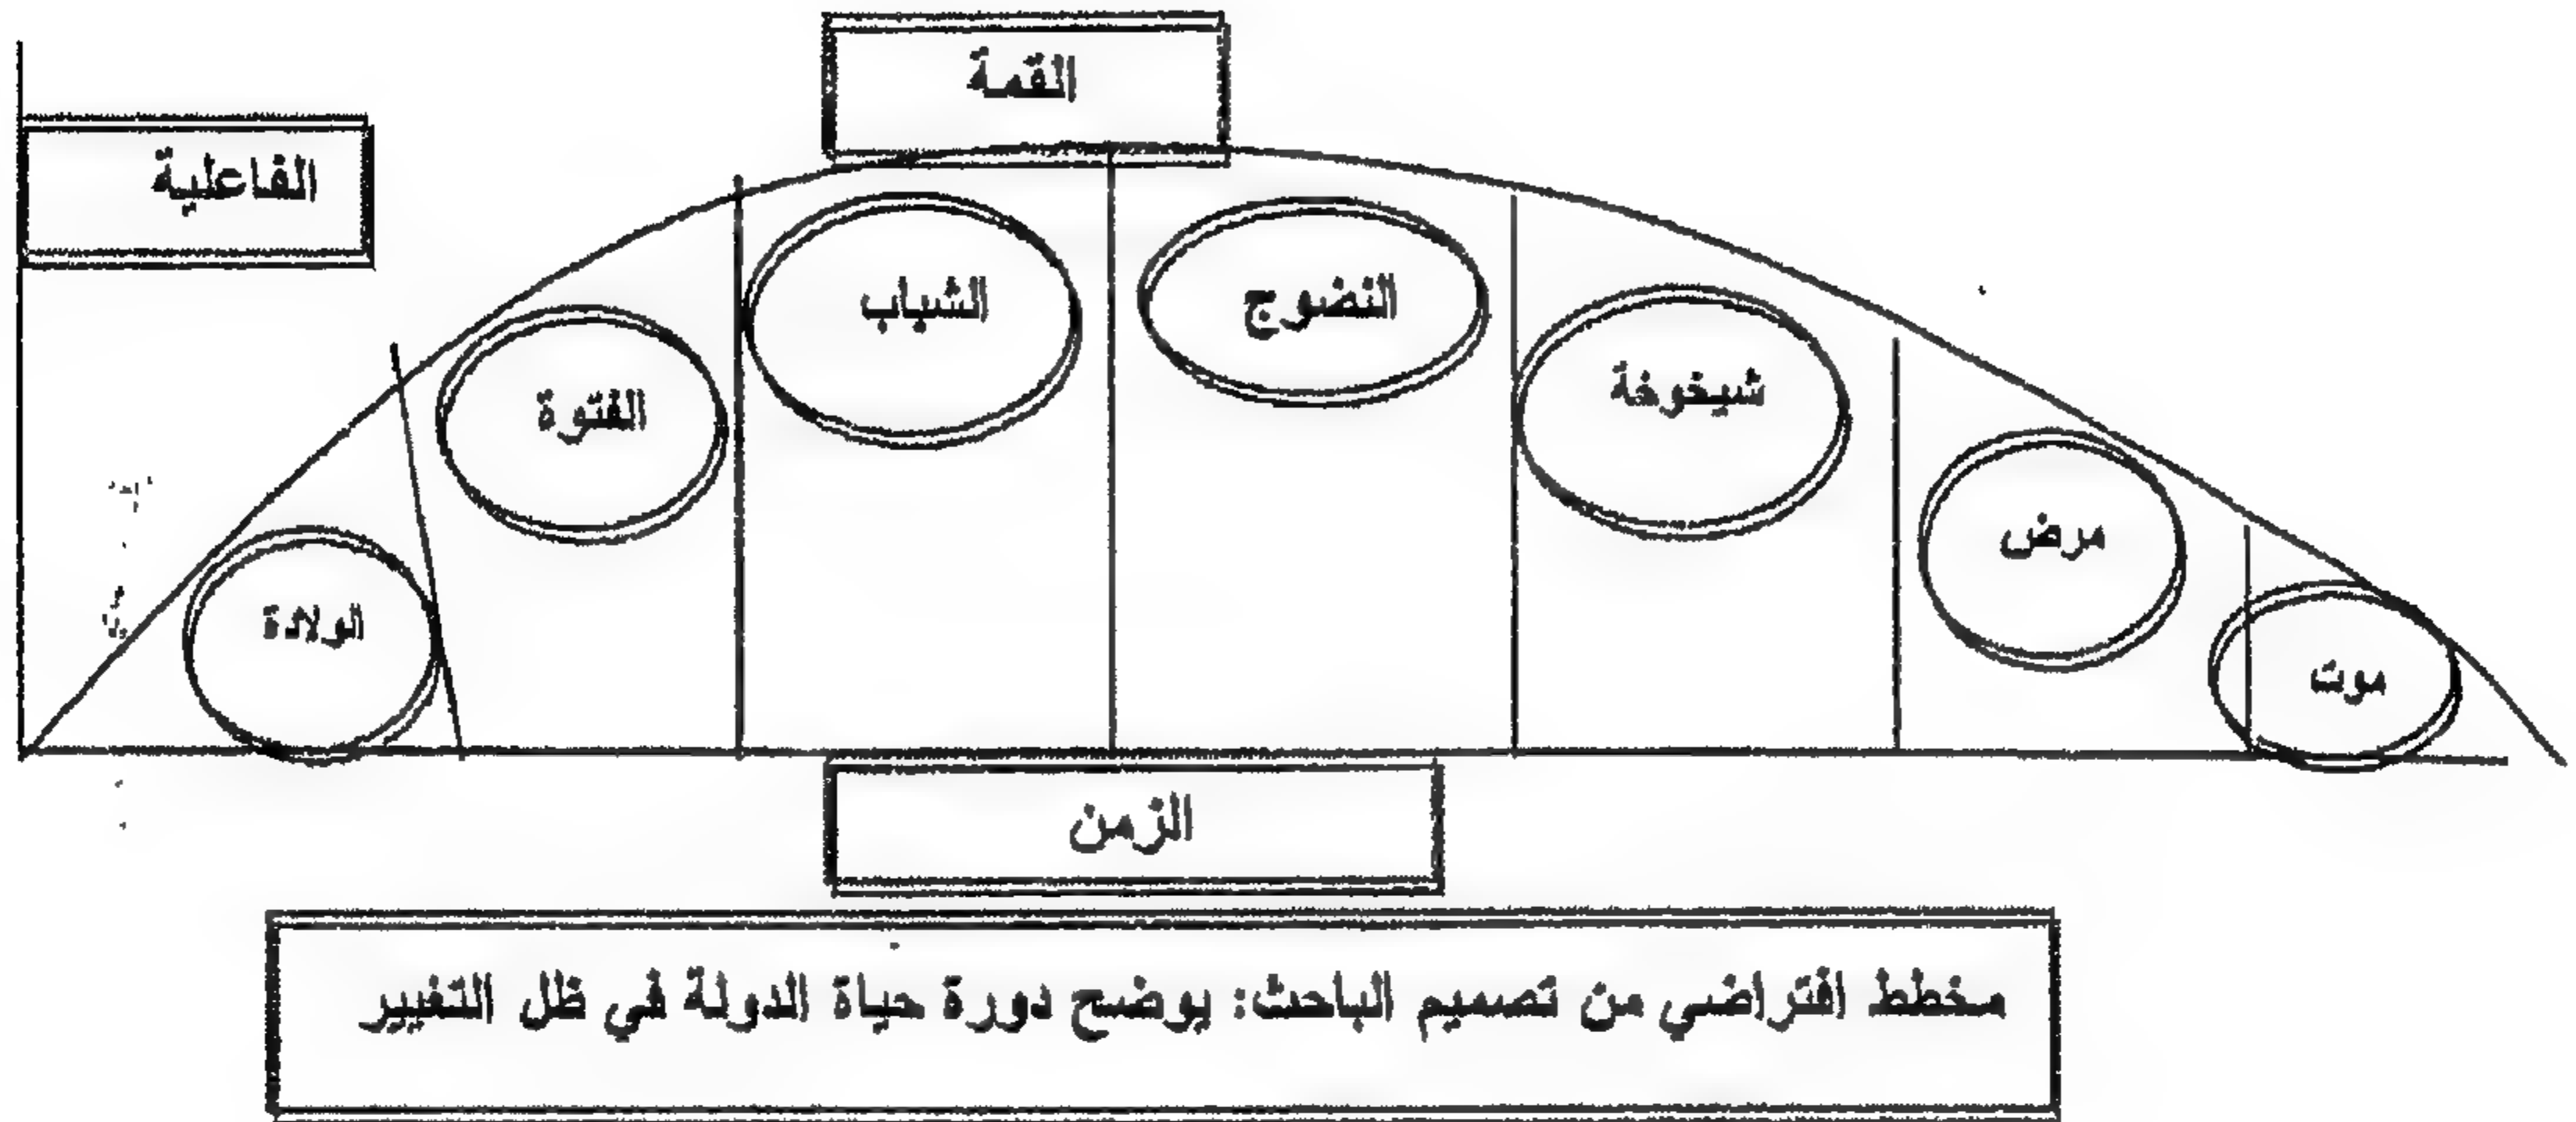 القمة
الفاعلية
الشباب
النضوج
شيخوخة
الفتوة
مرض
الولادة
موت
الزمن
مخطط افتراضي من تصميم الباحث: يوضح دورة حياة الدولة في ظل التغيير